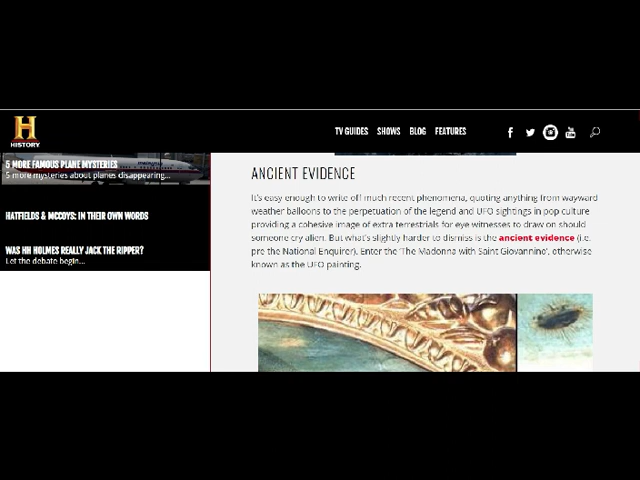 H
HISTORY
TV GUIDES SHOWS BLOG FEATURES
5 MORE FAMOUS PLANE MYSTERIES
5 more mysteries about planes disappearing...
HATFIELDS & MCCOYS: IN THEIR OWN WORDS
WAS HH HOLMES REALLY JACK THE RIPPER?
Let the debate begin...
ANCIENT EVIDENCE
It's easy enough to write off much recent phenomena, quoting anything from wayward
weather balloons to the perpetuation of the legend and UFO sightings in pop culture
providing a cohesive image of extra terrestrials for eye witnesses to draw on should
someone cry alien. But what's slightly harder to dismiss is the ancient evidence (i.e.
pre the National Enquirer). Enter the 'The Madonna with Saint Giovannino', otherwise
known as the UFO painting.